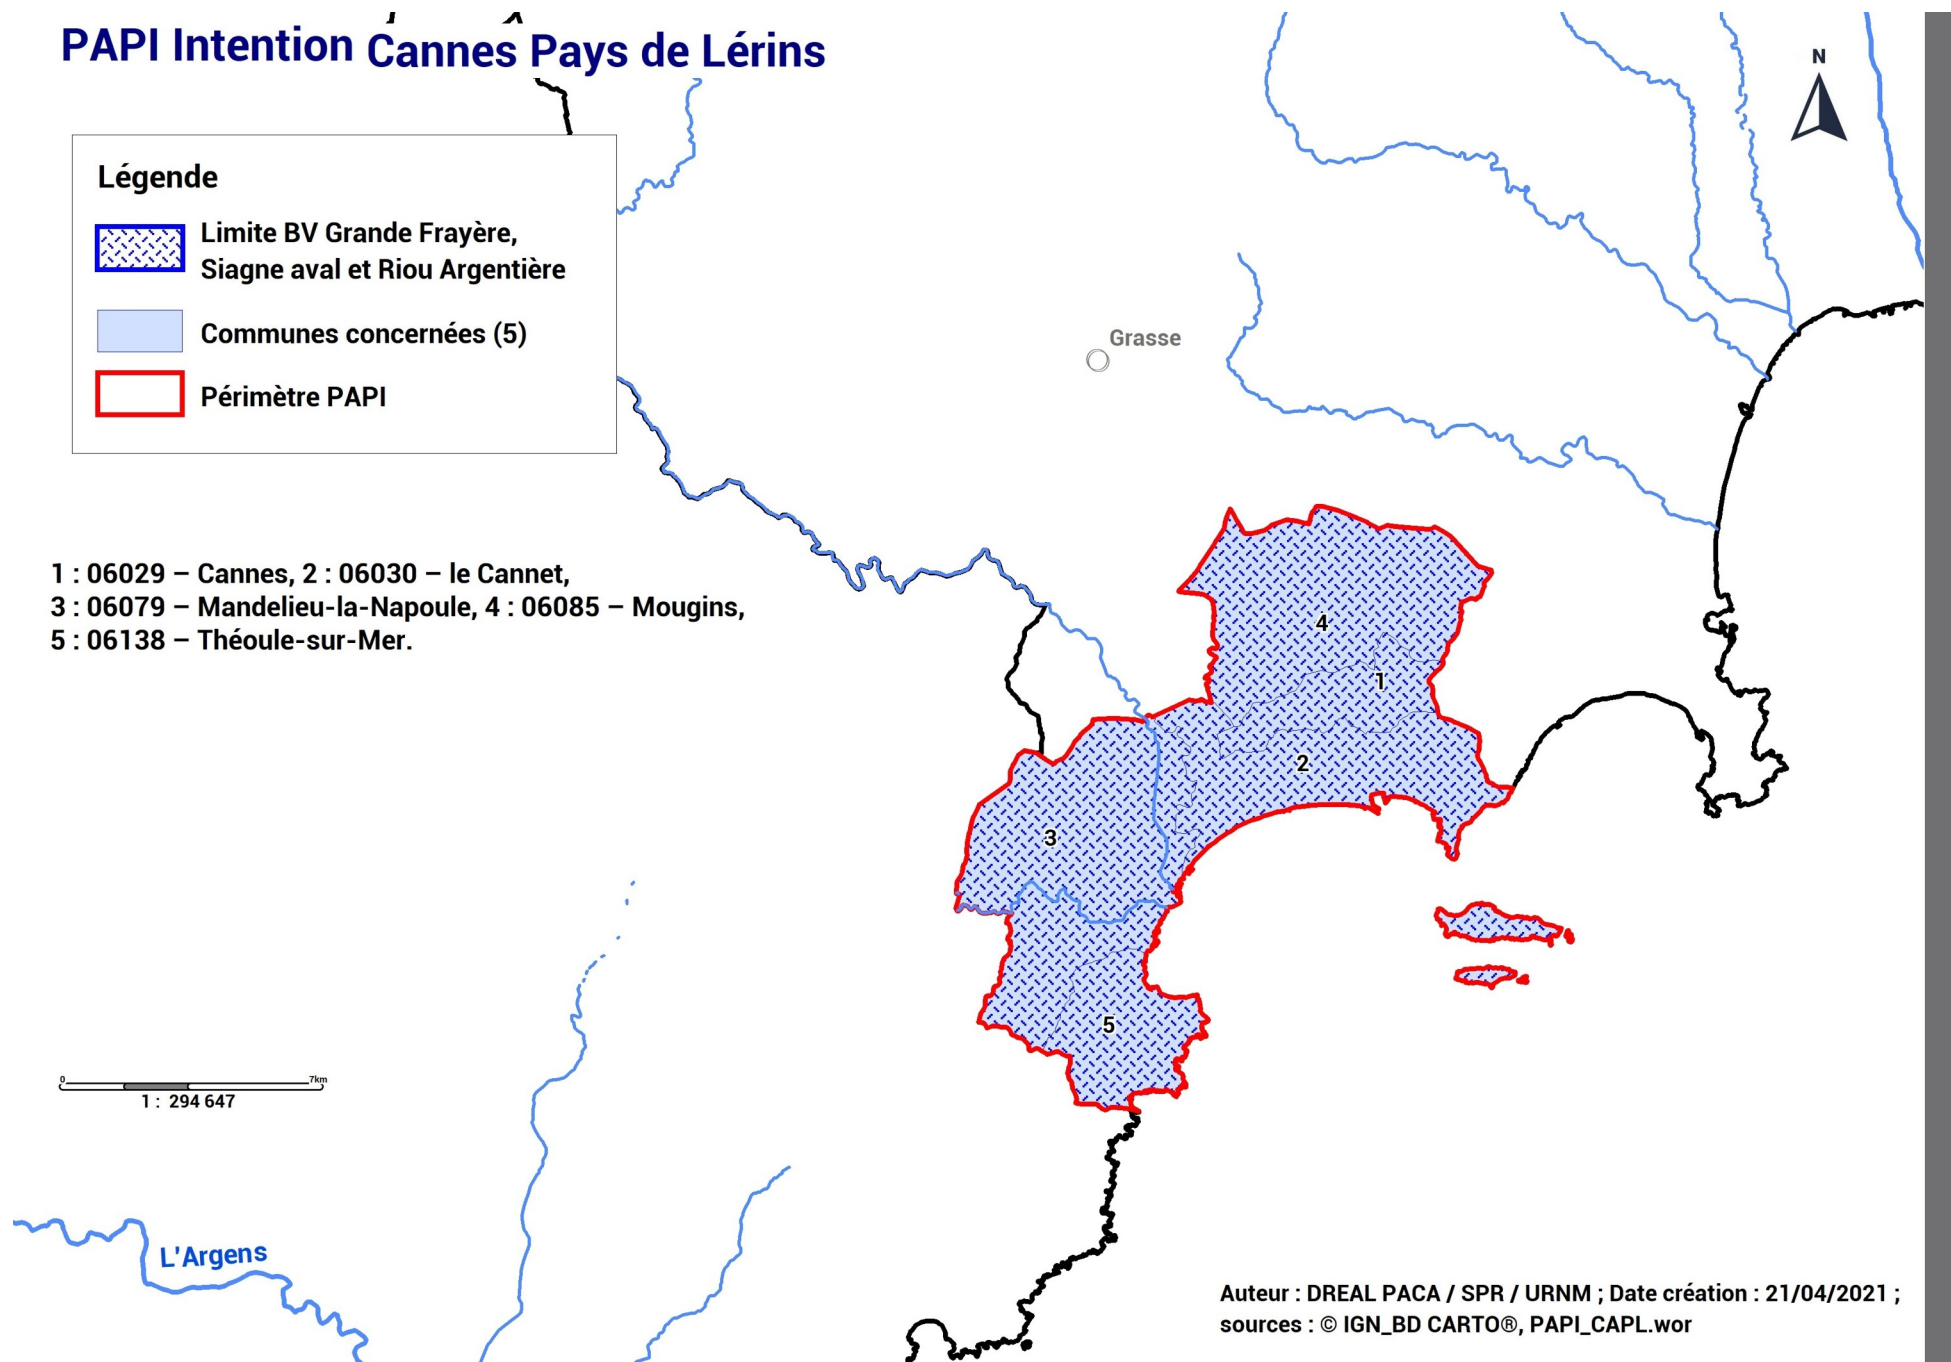 PAPI Intention Cannes Pays de Lérins
N
Légende
Limite BV Grande Frayère,
Siagne aval et Riou Argentière
Communes concernées (5)
Périmètre PAPI
Grasse
1 : 06029 – Cannes, 2 : 06030 – le Cannet,
3 : 06079 – Mandelieu-la-Napoule, 4 : 06085 – Mougins,
5 : 06138 – Théoule-sur-Mer.
4
1
2
3
5
0 7km
1 : 294 647
L'Argens
Auteur : DREAL PACA / SPR / URNM ; Date création : 21/04/2021 ;
sources : © IGN_BD CARTO®, PAPI_CAPL.wor